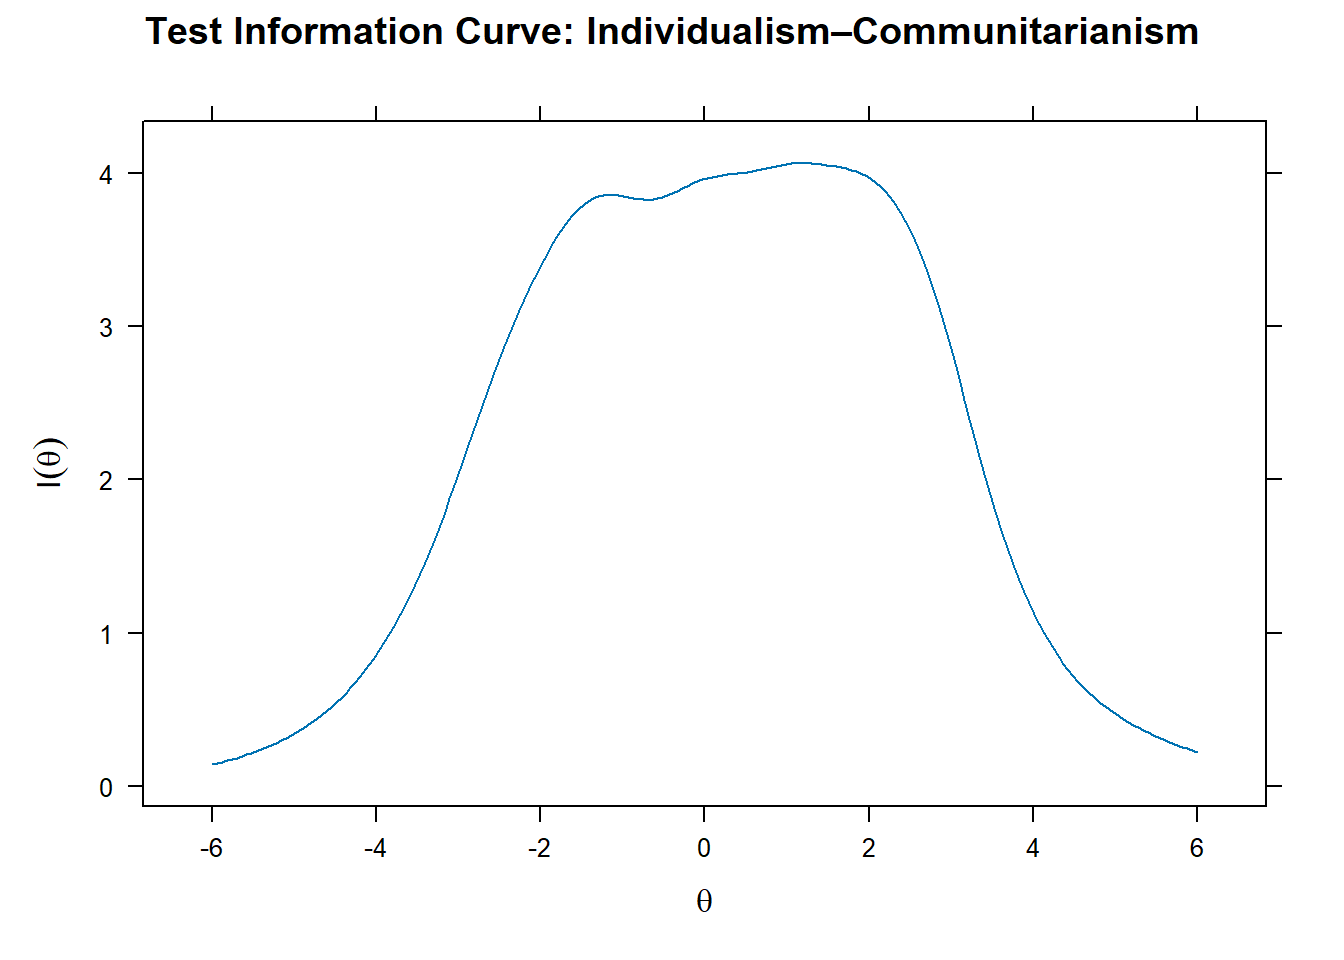 Test Information Curve: Individualism–Communitarianism
4
3
2
1
0
I(θ)
-6 -4 -2 0 2 4 6
θ